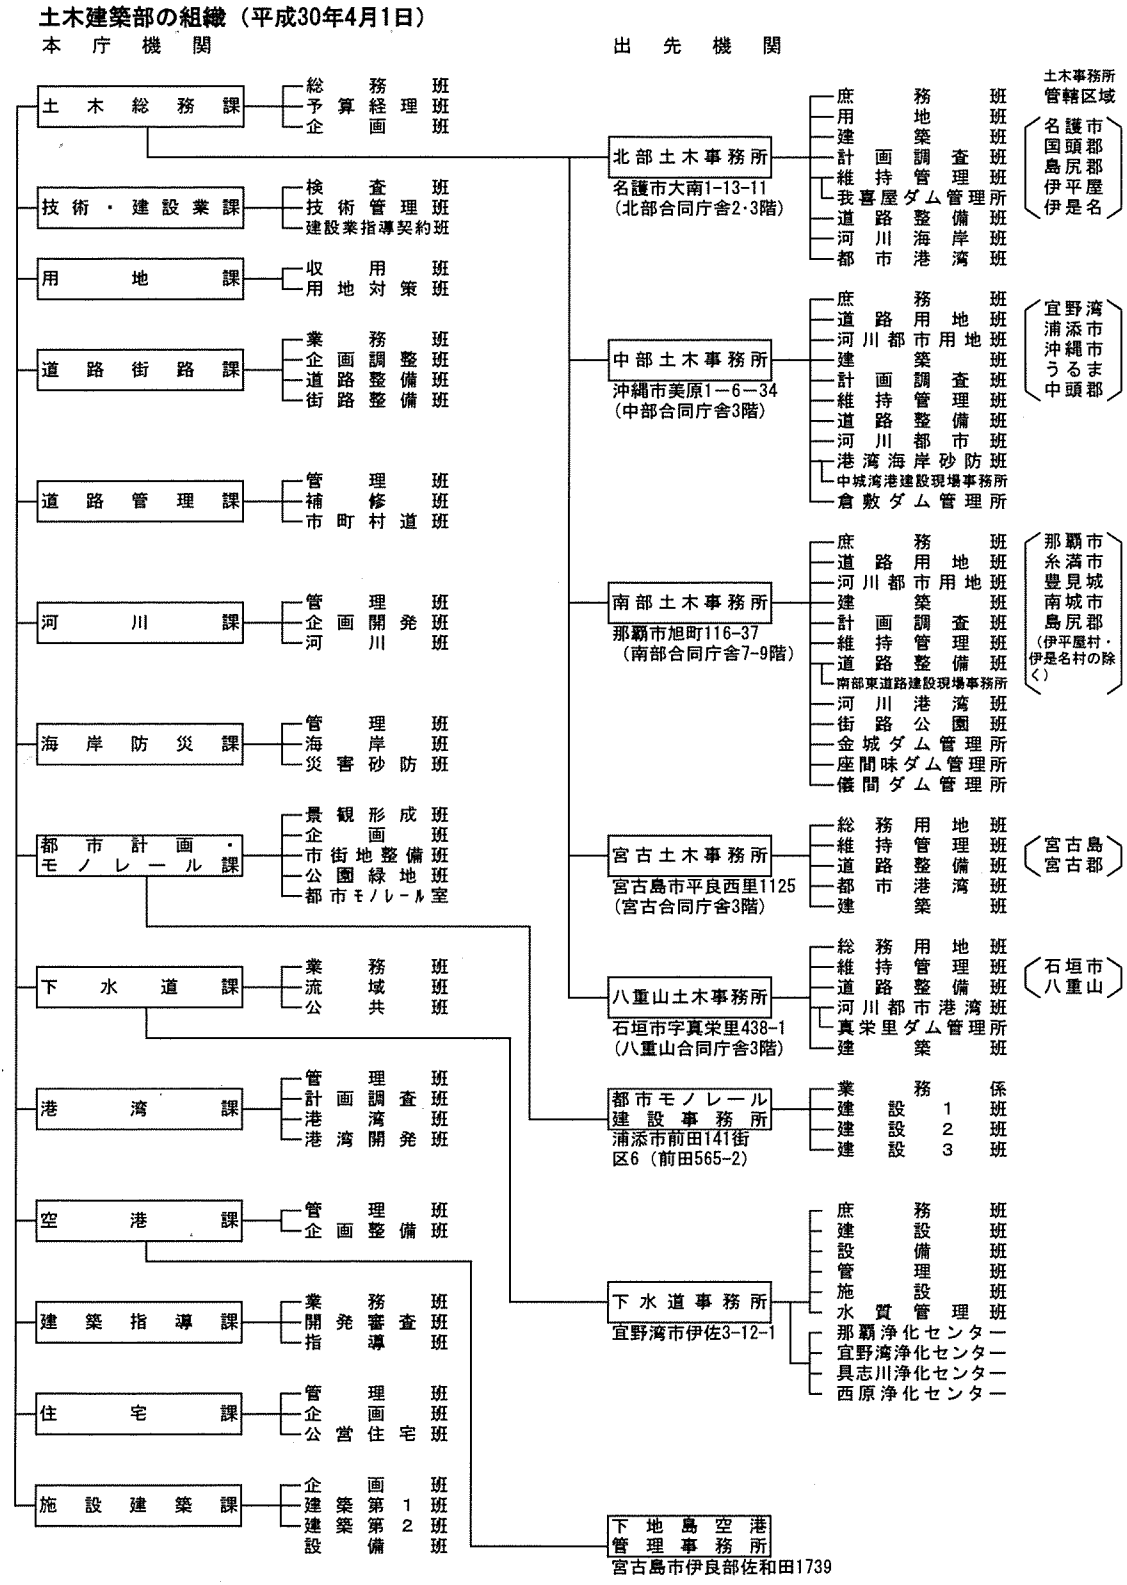 土木建築部の組織（平成30年4月1日）
本庁機関
土木総務課
総務班
予算経理班
企画班
技術・建設業課
検査班
技術管理班
建設業指導契約班
用地課
収用班
用地対策班
道路街路課
業務班
企画調整班
道路整備班
街路整備班
道路管理課
管理班
補修班
市町村道班
河川課
管理班
企画開発班
河川班
海岸防災課
管理班
海岸班
災害砂防班
都市計画・
モノレール課
景観形成班
企画班
市街地整備班
公園緑地班
都市モノレール室
下水道課
業務班
流域班
公共班
港湾課
管理班
計画調査班
港湾班
港湾開発班
空港課
管理班
企画整備班
建築指導課
業務班
開発審査班
指導班
住宅課
管理班
企画班
公営住宅班
施設建築課
企画班
建築第1班
建築第2班
設備班
出先機関
土木事務所
管轄区域
北部土木事務所
名護市大南1-13-11
（北部合同庁舎2・3階）
庶務班
用地班
建築班
計画調査班
維持管理班
我喜屋ダム管理所
道路整備班
河川海岸班
都市港湾班
名護市
国頭郡
島尻郡
伊平屋
伊是名
中部土木事務所
沖縄市美原1－6－34
（中部合同庁舎3階）
庶務班
道路用地班
河川都市用地班
建築班
計画調査班
維持管理班
道路整備班
河川都市班
港湾海岸砂防班
中城湾港建設現場事務所
倉敷ダム管理所
宜野湾
浦添市
沖縄市
うるま
中頭郡
南部土木事務所
那覇市旭町116-37
（南部合同庁舎7-9階）
庶務班
道路用地班
河川都市用地班
建築班
計画調査班
維持管理班
道路整備班
南部東道路建設現場事務所
河川港湾班
街路公園班
金城ダム管理所
座間味ダム管理所
儀間ダム管理所
那覇市
糸満市
豊見城
南城市
島尻郡
（伊平屋村・
伊是名村の除
く）
宮古土木事務所
宮古島市平良西里1125
（宮古合同庁舎3階）
総務用地班
維持管理班
道路整備班
都市港湾班
建築班
宮古島
宮古郡
八重山土木事務所
石垣市字真栄里438-1
（八重山合同庁舎3階）
総務用地班
維持管理班
道路整備班
河川都市港湾班
真栄里ダム管理所
建築班
石垣市
八重山
都市モノレール
建設事務所
浦添市前田141街
区6（前田565-2）
業務係
建設1班
建設2班
建設3班
下水道事務所
宜野湾市伊佐3-12-1
庶務班
建設班
設備班
管理班
施設班
水質管理班
那覇浄化センター
宜野湾浄化センター
具志川浄化センター
西原浄化センター
下地島空港
管理事務所
宮古島市伊良部佐和田1739